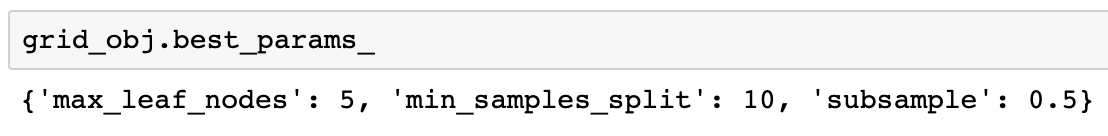 grid_obj.best_params_
{'max_leaf_nodes': 5, 'min_samples_split': 10, 'subsample': 0.5}